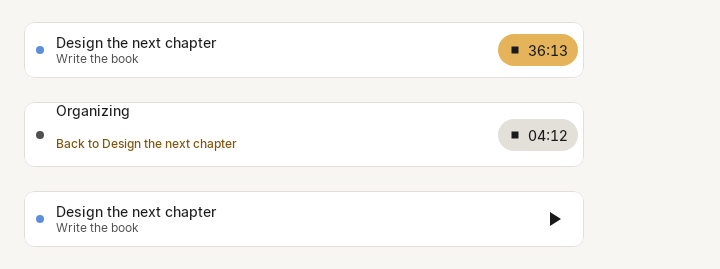 Design the next chapter
Write the book
36:13
Organizing
Back to Design the next chapter
04:12
Design the next chapter
Write the book